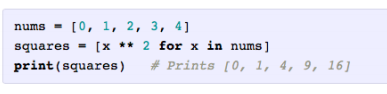 nums = [0, 1, 2, 3, 4]
squares = [x ** 2 for x in nums]
print(squares)   # Prints [0, 1, 4, 9, 16]